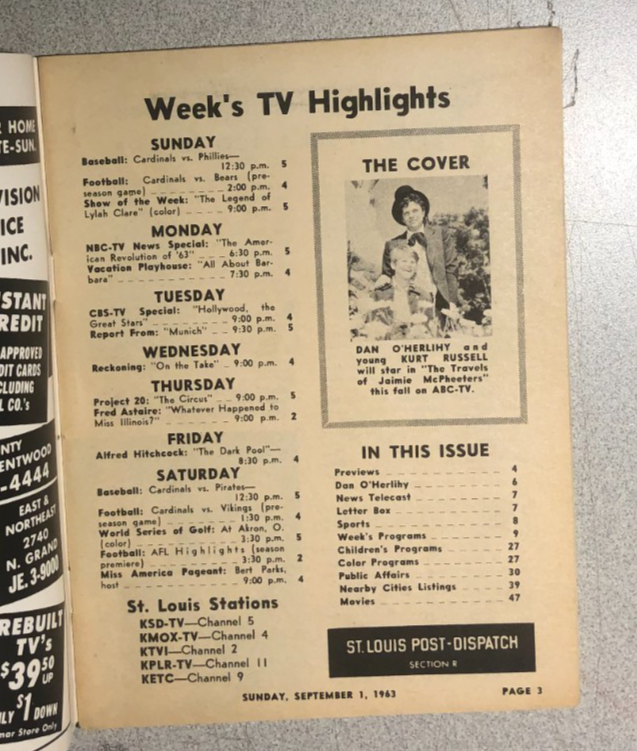 R HOME
TE-SUN.
VISION
ICE
INC.
STANT
REDIT
APPROVED
DIT CARDS
CLUDING
L CO.'s
NTY
ENTWOOD
-4444
EAST &
NORTHEAST
2740
N. GRAND
JE. 3-9000
REBUILT
TV's
$39.50
UP
LY $1 DOWN
mar Store Only
Week's TV Highlights
SUNDAY
Baseball: Cardinals vs. Phillies—
12:30 p.m. 5
Football: Cardinals vs. Bears (pre-
season game) 2:00 p.m. 4
Show of the Week: "The Legend of
Lylah Clare" (color) 9:00 p.m. 5
MONDAY
NBC-TV News Special: "The Amer-
ican Revolution of '63" 6:30 p.m. 5
Vacation Playhouse: "All About Bar-
bara" 7:30 p.m. 4
TUESDAY
CBS-TV Special: "Hollywood, the
Great Stars" 9:00 p.m. 4
Report From: "Munich" 9:30 p.m. 5
WEDNESDAY
Reckoning: "On the Take" 9:00 p.m. 4
THURSDAY
Project 20: "The Circus" 9:00 p.m. 5
Fred Astaire: "Whatever Happened to
Miss Illinois?" 9:00 p.m. 2
FRIDAY
Alfred Hitchcock: "The Dark Pool"—
8:30 p.m. 4
SATURDAY
Baseball: Cardinals vs. Pirates—
12:30 p.m. 5
Football: Cardinals vs. Vikings (pre-
season game) 1:30 p.m. 4
World Series of Golf: At Akron, O.
(color) 3:30 p.m. 5
Football: AFL Highlights (season
premiere) 3:30 p.m. 2
Miss America Pageant: Bert Parks,
host 9:00 p.m. 4
St. Louis Stations
KSD-TV—Channel 5
KMOX-TV—Channel 4
KTVI—Channel 2
KPLR-TV—Channel 11
KETC—Channel 9
THE COVER
DAN O'HERLIHY and
young KURT RUSSELL
will star in "The Travels
of Jaimie McPheeters"
this fall on ABC-TV.
IN THIS ISSUE
Previews 4
Dan O'Herlihy 6
News Telecast 7
Letter Box 7
Sports 8
Week's Programs 9
Children's Programs 27
Color Programs 27
Public Affairs 30
Nearby Cities Listings 39
Movies 47
ST. LOUIS POST-DISPATCH
SECTION R
SUNDAY, SEPTEMBER 1, 1963
PAGE 3